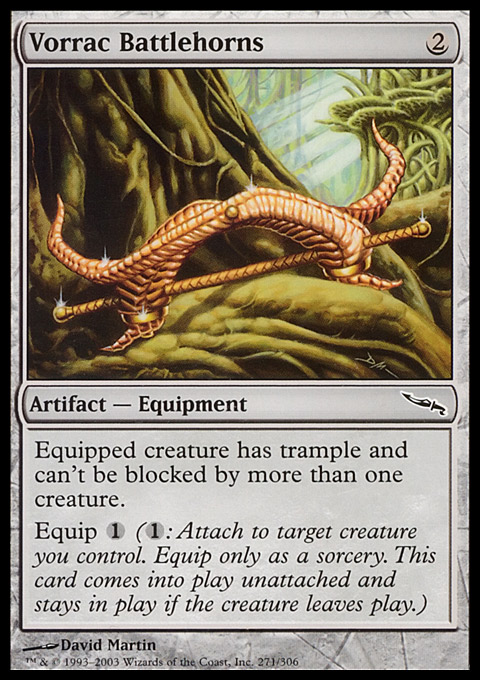 Vorrac Battlehorns 2
DM
Artifact — Equipment
Equipped creature has trample and
can't be blocked by more than one
creature.
Equip 1 (1: Attach to target creature
you control. Equip only as a sorcery. This
card comes into play unattached and
stays in play if the creature leaves play.)
David Martin
™ & © 1993–2003 Wizards of the Coast, Inc. 271/306